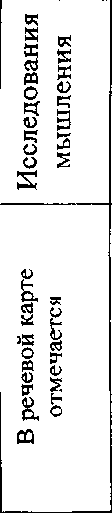 Исследования
мышления
В речевой карте
отмечается